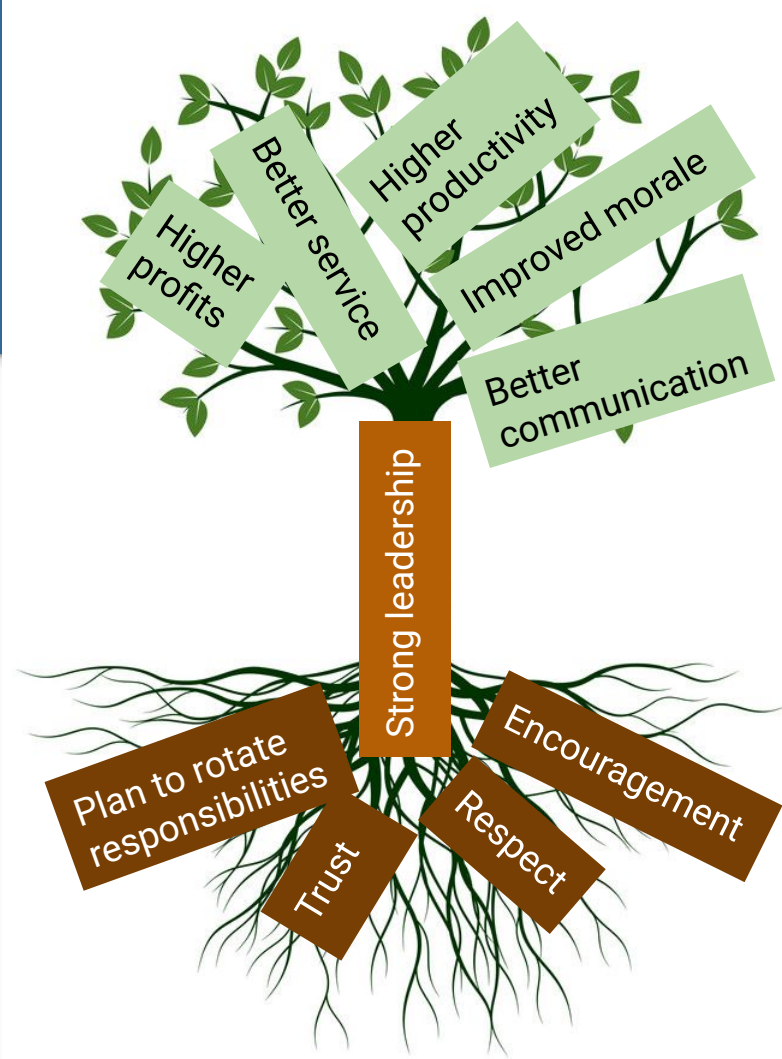 Higher
profits
Better service
Higher
productivity
Improved morale
Better
communication
Strong leadership
Plan to rotate
responsibilities
Trust
Respect
Encouragement